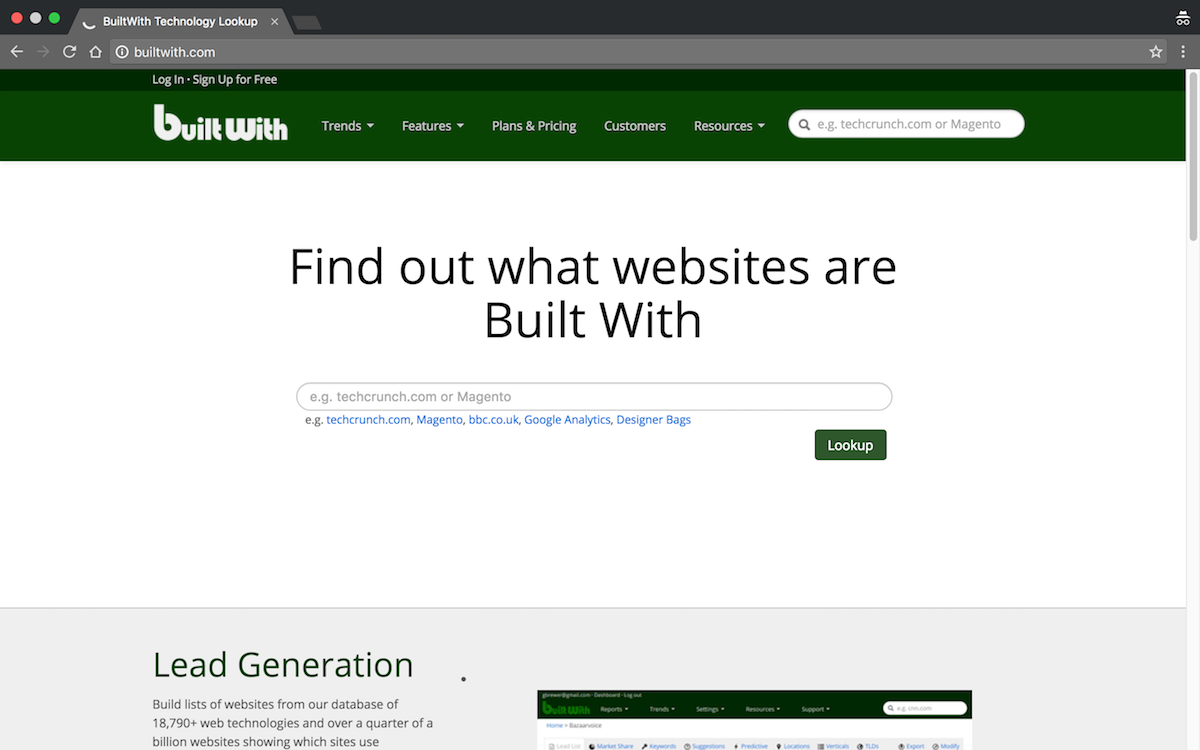 BuiltWith Technology Lookup
builtwith.com
Log In · Sign Up for Free
built With
Trends
Features
Plans & Pricing
Customers
Resources
e.g. techcrunch.com or Magento
Find out what websites are
Built With
e.g. techcrunch.com or Magento
e.g. techcrunch.com, Magento, bbc.co.uk, Google Analytics, Designer Bags
Lookup
Lead Generation
Build lists of websites from our database of
18,790+ web technologies and over a quarter of a
billion websites showing which sites use
gbrewer@gmail.com - Dashboard - Log out
built With
Reports
Trends
Settings
Resources
Support
e.g. cnn.com
Home > Bazaarvoice
Lead List
Market Share
Keywords
Suggestions
Predictive
Locations
Verticals
TLDs
Export
Modify